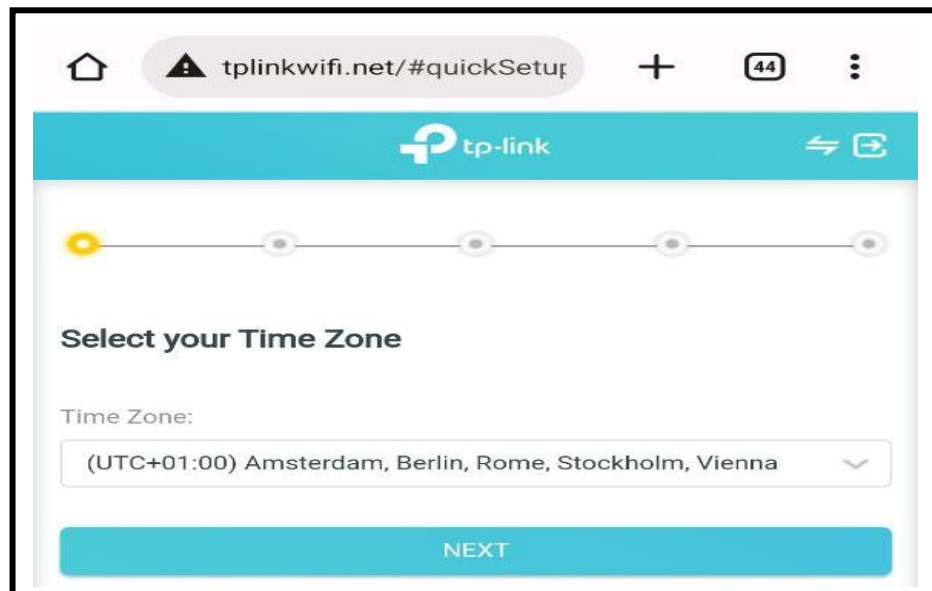 tplinkwifi.net/#quickSetup
44
tp-link
Select your Time Zone
Time Zone:
(UTC+01:00) Amsterdam, Berlin, Rome, Stockholm, Vienna
NEXT